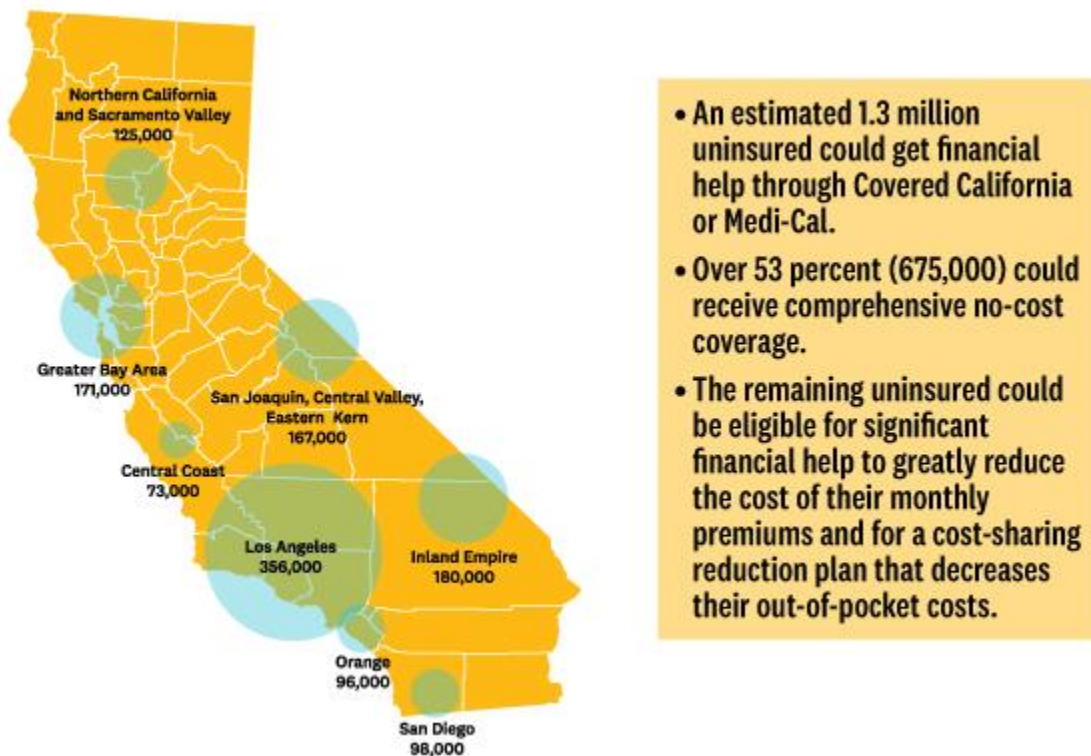 Northern California
and Sacramento Valley
125,000
Greater Bay Area
171,000
San Joaquin, Central Valley,
Eastern Kern
167,000
Central Coast
73,000
Los Angeles
356,000
Inland Empire
180,000
Orange
96,000
San Diego
98,000
• An estimated 1.3 million
uninsured could get financial
help through Covered California
or Medi-Cal.
• Over 53 percent (675,000) could
receive comprehensive no-cost
coverage.
• The remaining uninsured could
be eligible for significant
financial help to greatly reduce
the cost of their monthly
premiums and for a cost-sharing
reduction plan that decreases
their out-of-pocket costs.